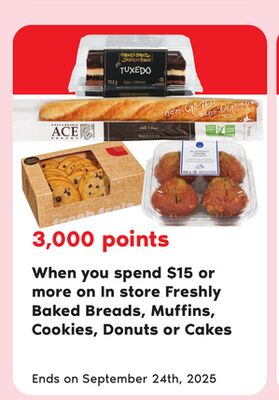 TUXEDO
ACE
BAKERY
3,000 points
When you spend $15 or
more on In store Freshly
Baked Breads, Muffins,
Cookies, Donuts or Cakes
Ends on September 24th, 2025